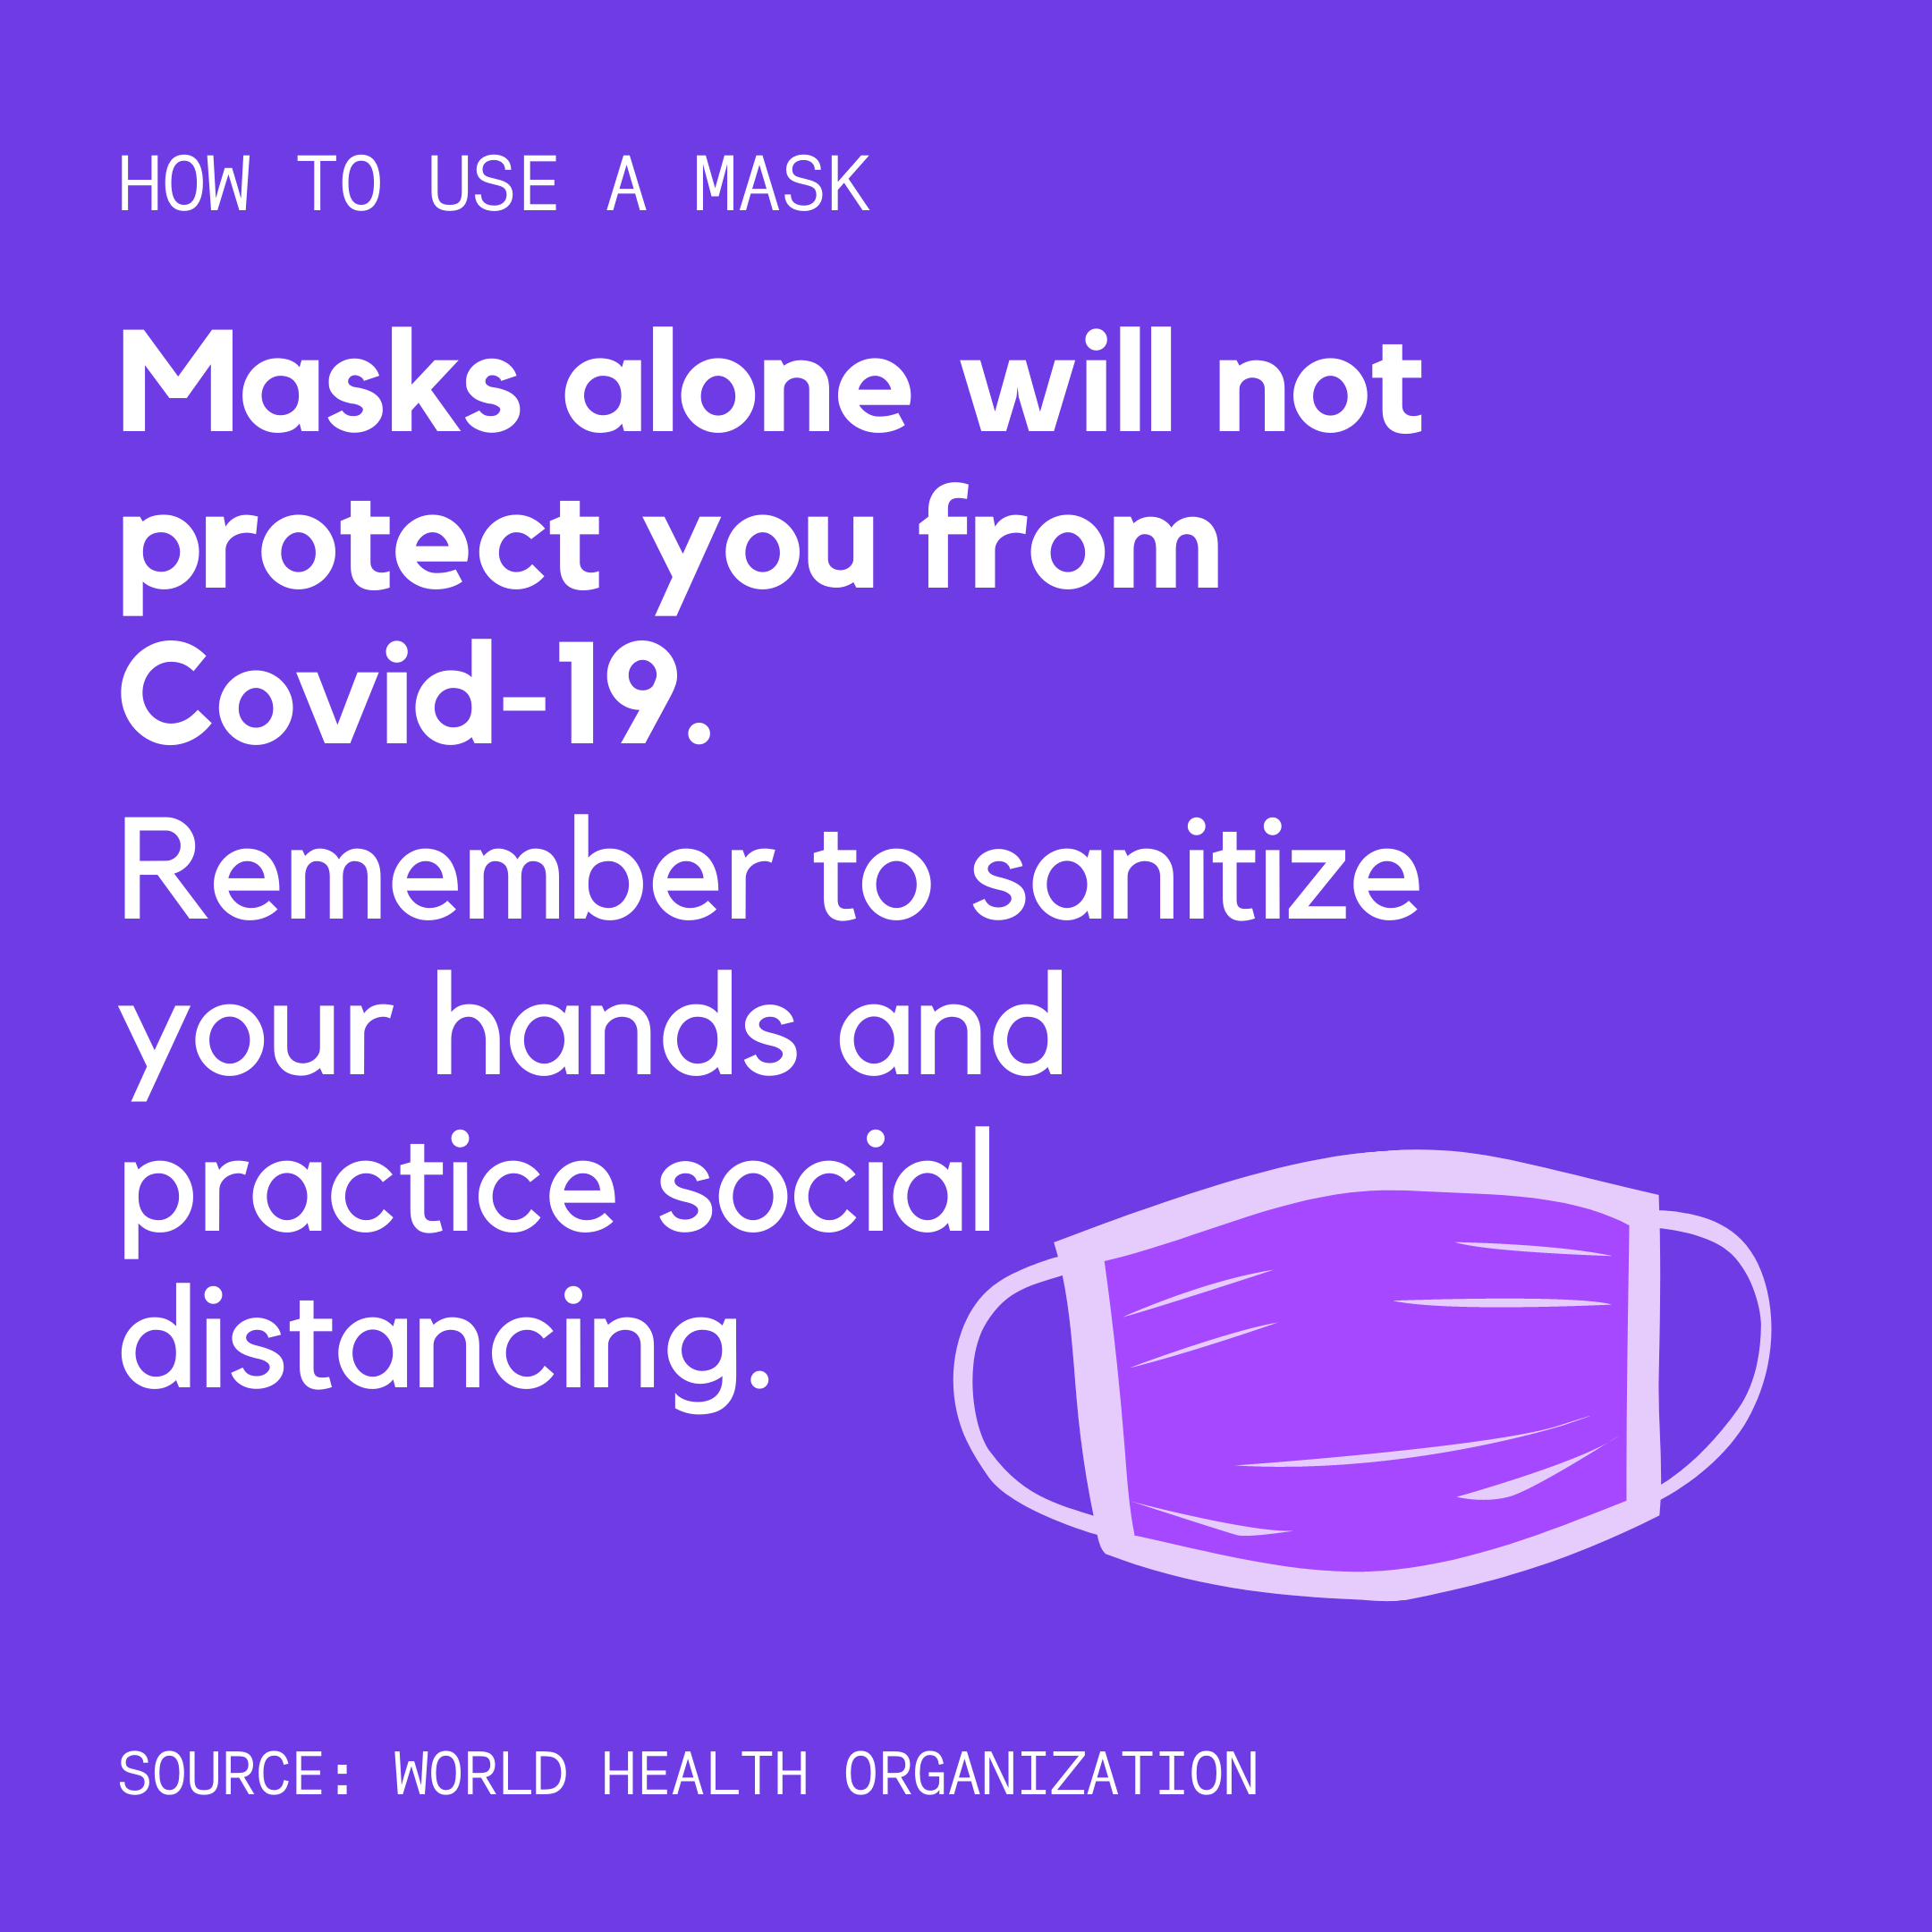 HOW TO USE A MASK
Masks alone will not
protect you from
Covid-19.
Remember to sanitize
your hands and
practice social
distancing.
SOURCE: WORLD HEALTH ORGANIZATION